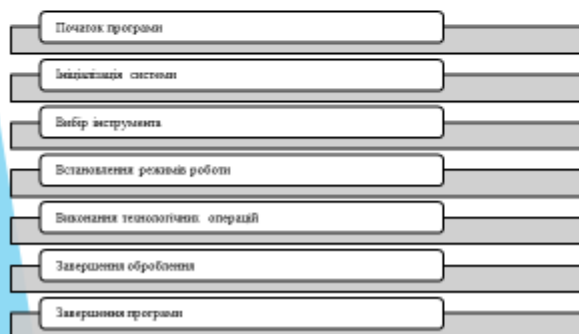 Початок програми
Ініціалізація системи
Вибір інструмента
Встановлення режимів роботи
Виконання технологічних операцій
Завершення оброблення
Завершення програми